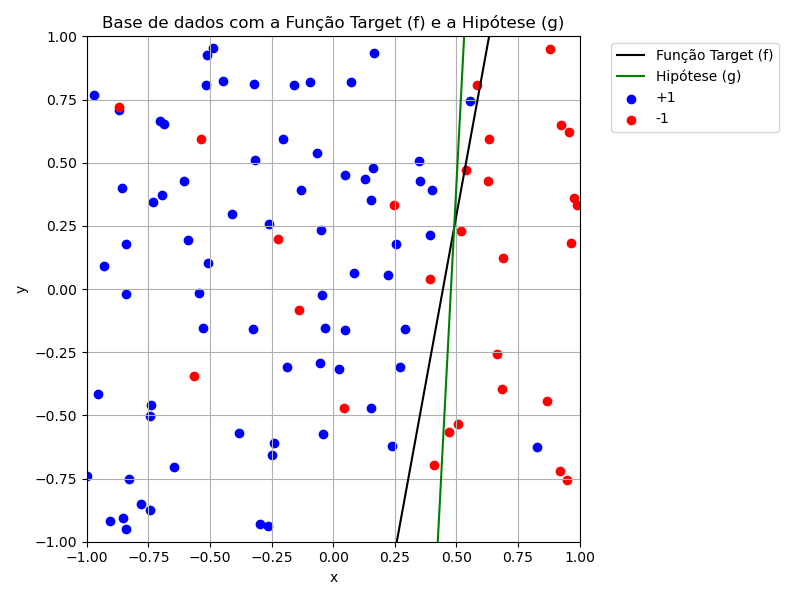 Base de dados com a Função Target (f) e a Hipótese (g)
1.00
0.75
0.50
0.25
0.00
−0.25
−0.50
−0.75
−1.00
y
−1.00 −0.75 −0.50 −0.25 0.00 0.25 0.50 0.75 1.00
x
Função Target (f)
Hipótese (g)
+1
-1